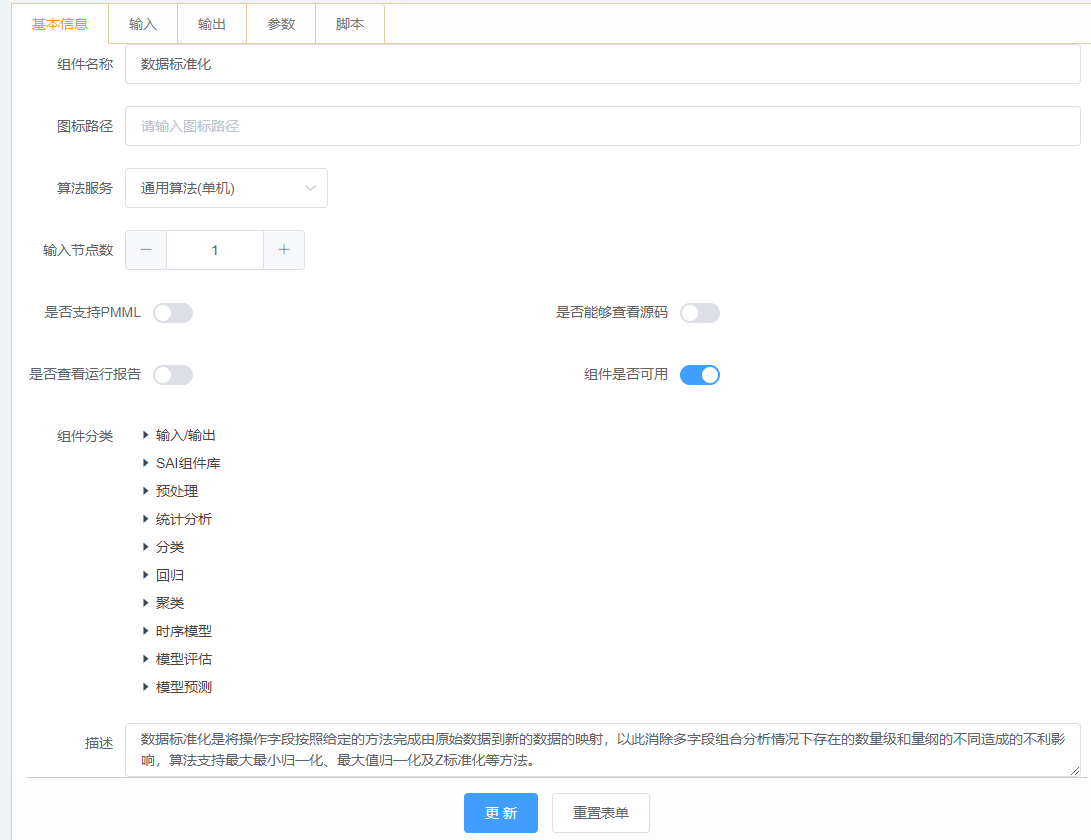 基本信息 输入 输出 参数 脚本
组件名称 数据标准化
图标路径 请输入图标路径
算法服务 通用算法(单机)
输入节点数 1
是否支持PMML 是否能够查看源码
是否查看运行报告 组件是否可用
组件分类 输入/输出
SAI组件库
预处理
统计分析
分类
回归
聚类
时序模型
模型评估
模型预测
描述 数据标准化是将操作字段按照给定的方法完成由原始数据到新的数据的映射，以此消除多字段组合分析情况下存在的数量级和量纲的不同造成的不利影
响，算法支持最大最小归一化、最大值归一化及Z标准化等方法。
更新 重置表单